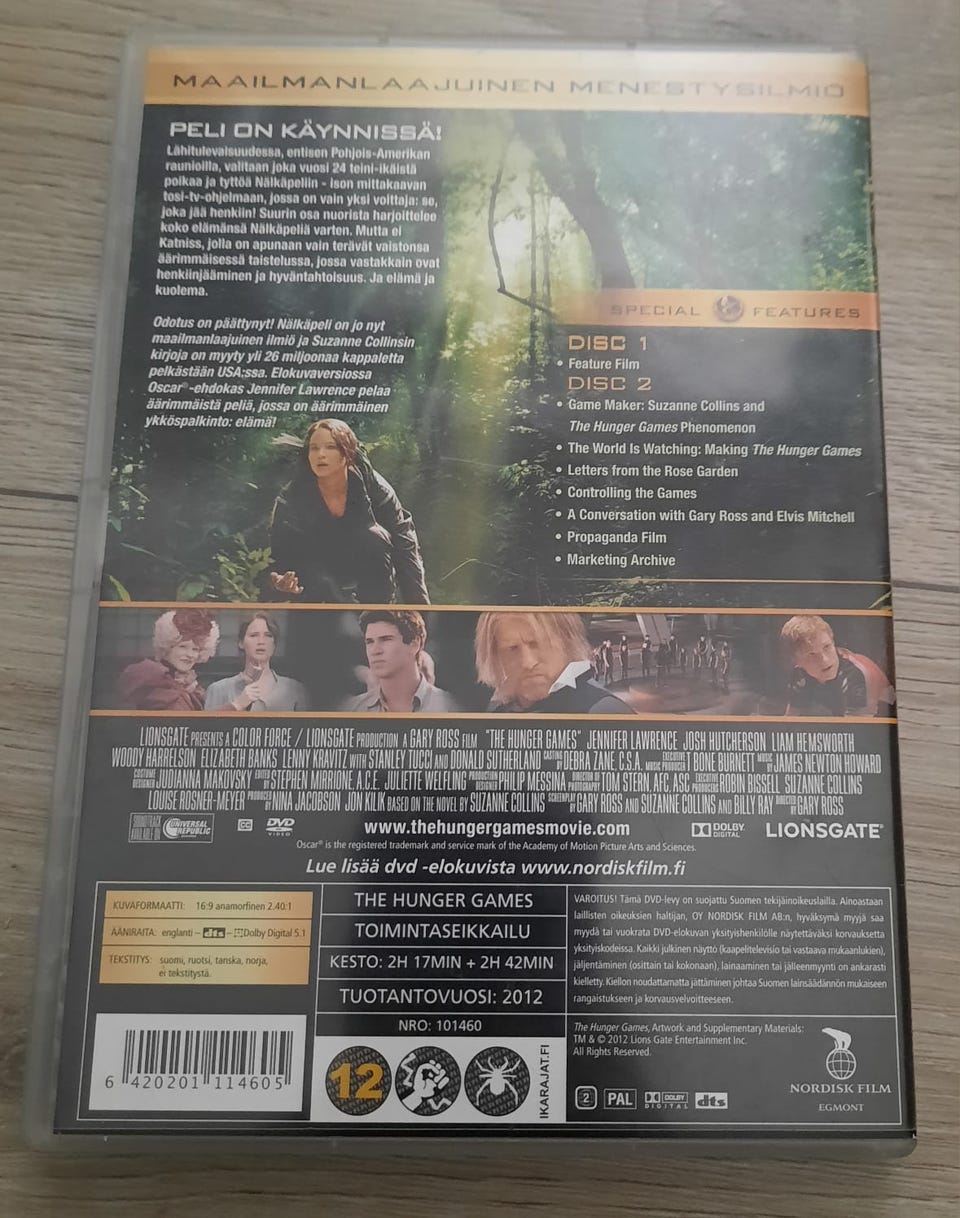 MAAILMANLAAJUINEN MENESTYSILMIÖ
PELI ON KÄYNNISSÄ!
Lähitulevaisuudessa, entisen Pohjois-Amerikan
raunioilla, valitaan joka vuosi 24 teini-ikäistä
poikaa ja tyttöä Nälkäpeliin - ison mittakaavan
tosi-tv-ohjelmaan, jossa on vain yksi voittaja: se,
joka jää henkiin! Suurin osa nuorista harjoittelee
koko elämänsä Nälkäpeliä varten. Mutta ei
Katniss, jolla on apunaan vain terävät vaistonsa
äärimmäisessä taistelussa, jossa vastakkain ovat
henkiinjääminen ja hyväntahtoisuus. Ja elämä ja
kuolema.
Odotus on päättynyt! Nälkäpeli on jo nyt
maailmanlaajuinen ilmiö ja Suzanne Collinsin
kirjoja on myyty yli 26 miljoonaa kappaletta
pelkästään USA:ssa. Elokuvaversiossa
Oscar® -ehdokas Jennifer Lawrence pelaa
äärimmäistä peliä, jossa on äärimmäinen
ykköspalkinto: elämä!
SPECIAL FEATURES
DISC 1
• Feature Film
DISC 2
• Game Maker: Suzanne Collins and
The Hunger Games Phenomenon
• The World Is Watching: Making The Hunger Games
• Letters from the Rose Garden
• Controlling the Games
• A Conversation with Gary Ross and Elvis Mitchell
• Propaganda Film
• Marketing Archive
LIONSGATE PRESENTS A COLOR FORCE / LIONSGATE PRODUCTION A GARY ROSS FILM "THE HUNGER GAMES" JENNIFER LAWRENCE JOSH HUTCHERSON LIAM HEMSWORTH
WOODY HARRELSON ELIZABETH BANKS LENNY KRAVITZ WITH STANLEY TUCCI AND DONALD SUTHERLAND CASTING BY DEBRA ZANE, C.S.A. EXECUTIVE MUSIC PRODUCER T BONE BURNETT MUSIC BY JAMES NEWTON HOWARD
COSTUME DESIGNER JUDIANNA MAKOVSKY EDITED BY STEPHEN MIRRIONE, A.C.E. JULIETTE WELFLING PRODUCTION DESIGNER PHILIP MESSINA DIRECTOR OF PHOTOGRAPHY TOM STERN, AFC, ASC EXECUTIVE PRODUCERS ROBIN BISSELL SUZANNE COLLINS
LOUISE ROSNER-MEYER PRODUCED BY NINA JACOBSON JON KILIK BASED ON THE NOVEL BY SUZANNE COLLINS SCREENPLAY BY GARY ROSS AND SUZANNE COLLINS AND BILLY RAY DIRECTED BY GARY ROSS
SOUNDTRACK AVAILABLE ON UNIVERSAL REPUBLIC CC DVD VIDEO www.thehungergamesmovie.com DOLBY DIGITAL LIONSGATE®
Oscar® is the registered trademark and service mark of the Academy of Motion Picture Arts and Sciences.
Lue lisää dvd -elokuvista www.nordiskfilm.fi
KUVAFORMAATTI: 16:9 anamorfinen 2.40:1
ÄÄNIRAITA: englanti – dts – Dolby Digital 5.1
TEKSTITYS: suomi, ruotsi, tanska, norja,
ei tekstitystä.
6 420201 114605
THE HUNGER GAMES
TOIMINTASEIKKAILU
KESTO: 2H 17MIN + 2H 42MIN
TUOTANTOVUOSI: 2012
NRO: 101460
12
IKARAJAT.FI
VAROITUS! Tämä DVD-levy on suojattu Suomen tekijäinoikeuslailla. Ainoastaan
laillisten oikeuksien haltijan, OY NORDISK FILM AB:n, hyväksymä myyjä saa
myydä tai vuokrata DVD-elokuvan yksityishenkilölle näytettäväksi korvauksetta
yksityiskodeissa. Kaikki julkinen näyttö (kaapelitelevisio tai vastaava mukaanlukien),
jäljentäminen (osittain tai kokonaan), lainaaminen tai jälleenmyynti on ankarasti
kielletty. Kiellon noudattamatta jättäminen johtaa Suomen lainsäädännön mukaiseen
rangaistukseen ja korvausvelvoitteeseen.
The Hunger Games, Artwork and Supplementary Materials:
TM & © 2012 Lions Gate Entertainment Inc.
All Rights Reserved.
2 PAL DOLBY DIGITAL dts
NORDISK FILM
EGMONT